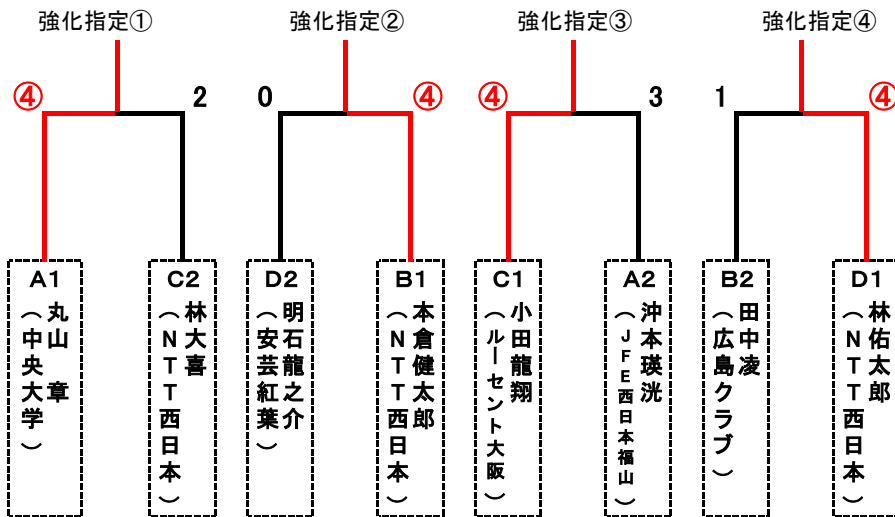 強化指定① 強化指定② 強化指定③ 強化指定④
④ 2 0 ④ ④ 3 1 ④
A1
丸山 章
(中央大学)
C2
林大喜
(NTT西日本)
D2
明石龍之介
(安芸紅葉)
B1
本倉健太郎
(NTT西日本)
C1
小田龍翔
(ルーセント大阪)
A2
沖本瑛洸
(JFE西日本福山)
B2
田中凌
(広島クラブ)
D1
林佑太郎
(NTT西日本)